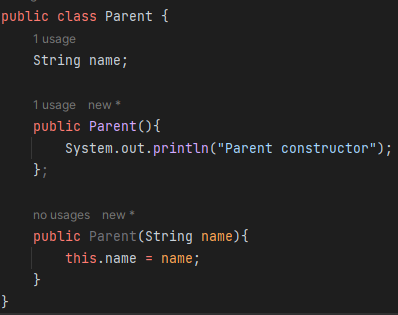 public class Parent {
1 usage
String name;
1 usage   new *
public Parent(){
System.out.println("Parent constructor");
};
no usages   new *
public Parent(String name){
this.name = name;
}
}